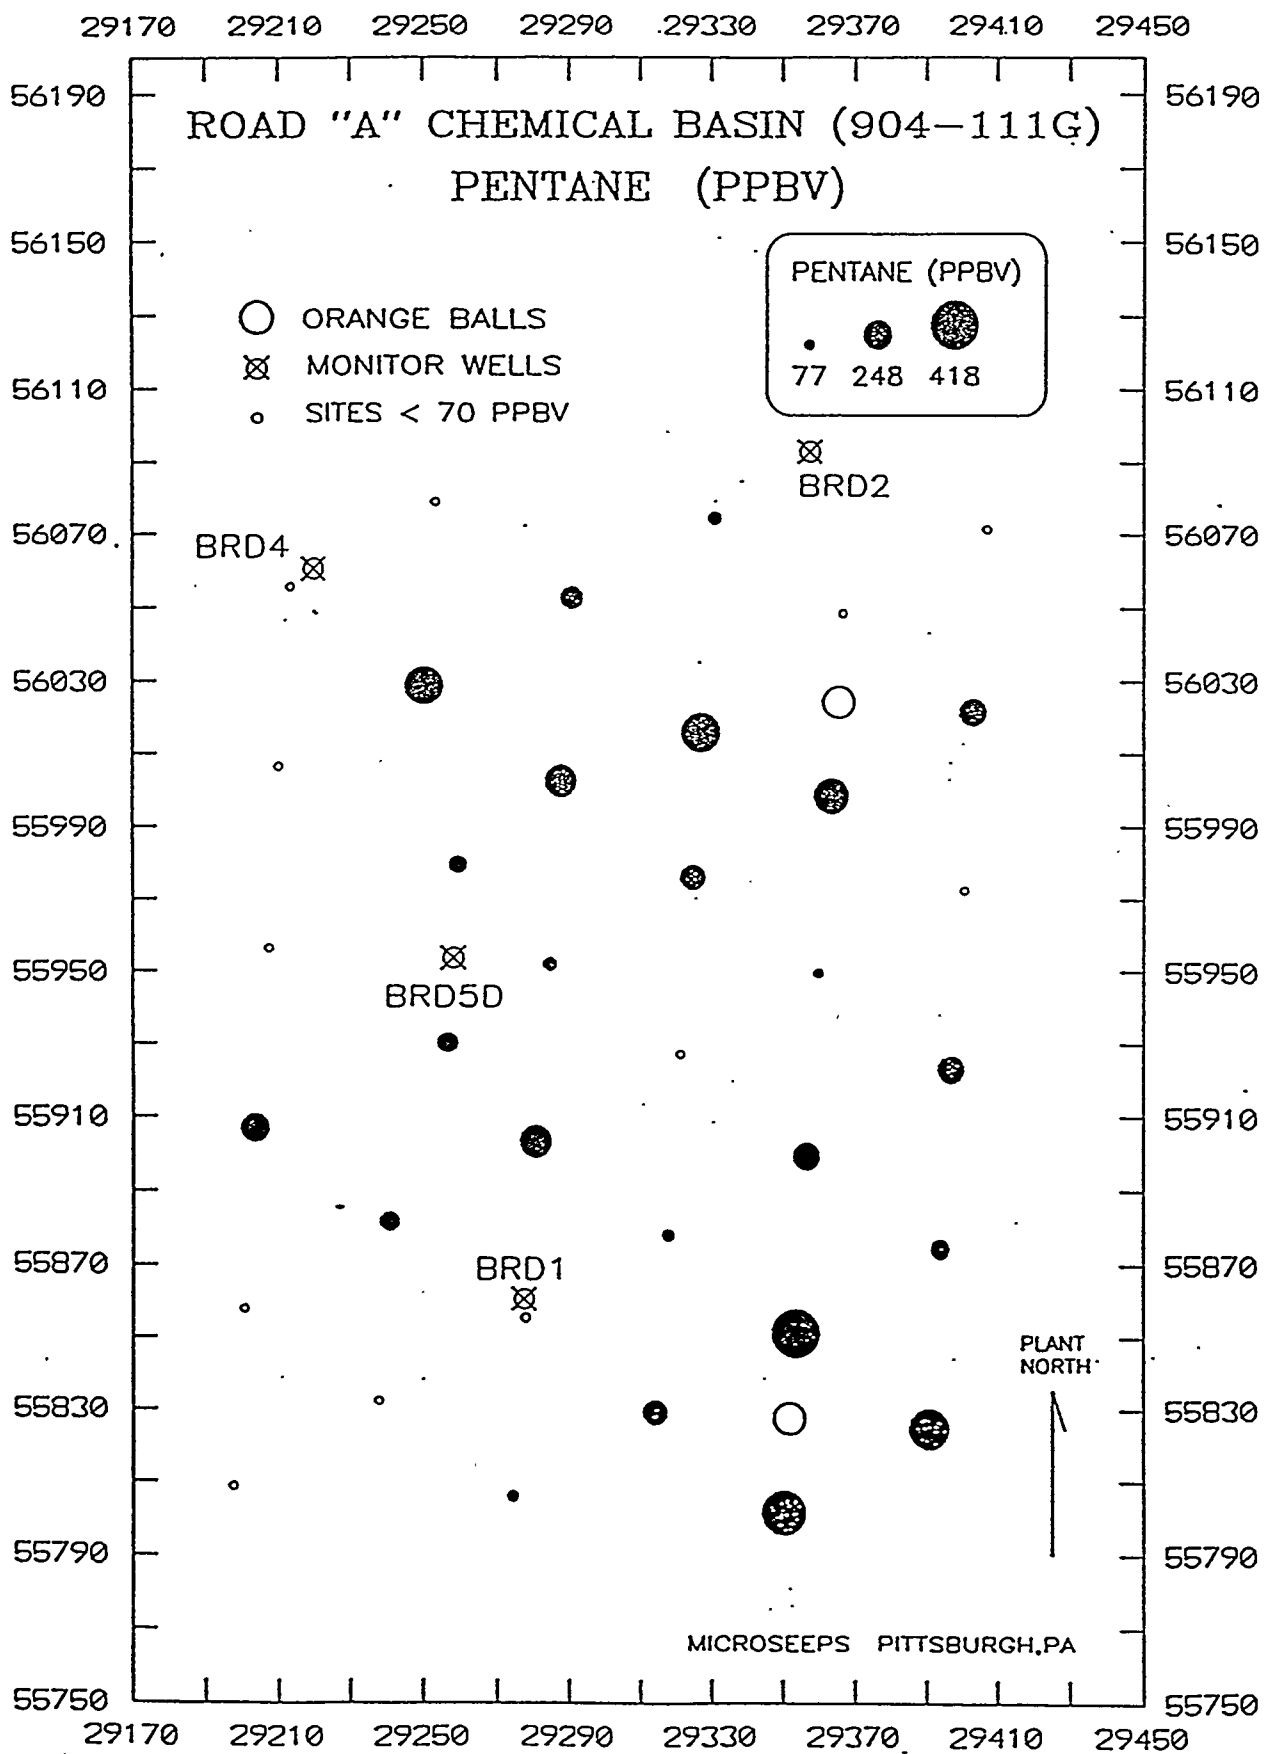 29170 29210 29250 29290 29330 29370 29410 29450
56190 56190
ROAD "A" CHEMICAL BASIN (904-111G)
PENTANE (PPBV)
56150 56150
PENTANE (PPBV)
77 248 418
ORANGE BALLS
MONITOR WELLS
SITES < 70 PPBV
56110 56110
BRD2
56070 56070
BRD4
56030 56030
55990 55990
55950 55950
BRD5D
55910 55910
55870 55870
BRD1
PLANT
NORTH
55830 55830
55790 55790
MICROSEEPS PITTSBURGH,PA
55750 55750
29170 29210 29250 29290 29330 29370 29410 29450